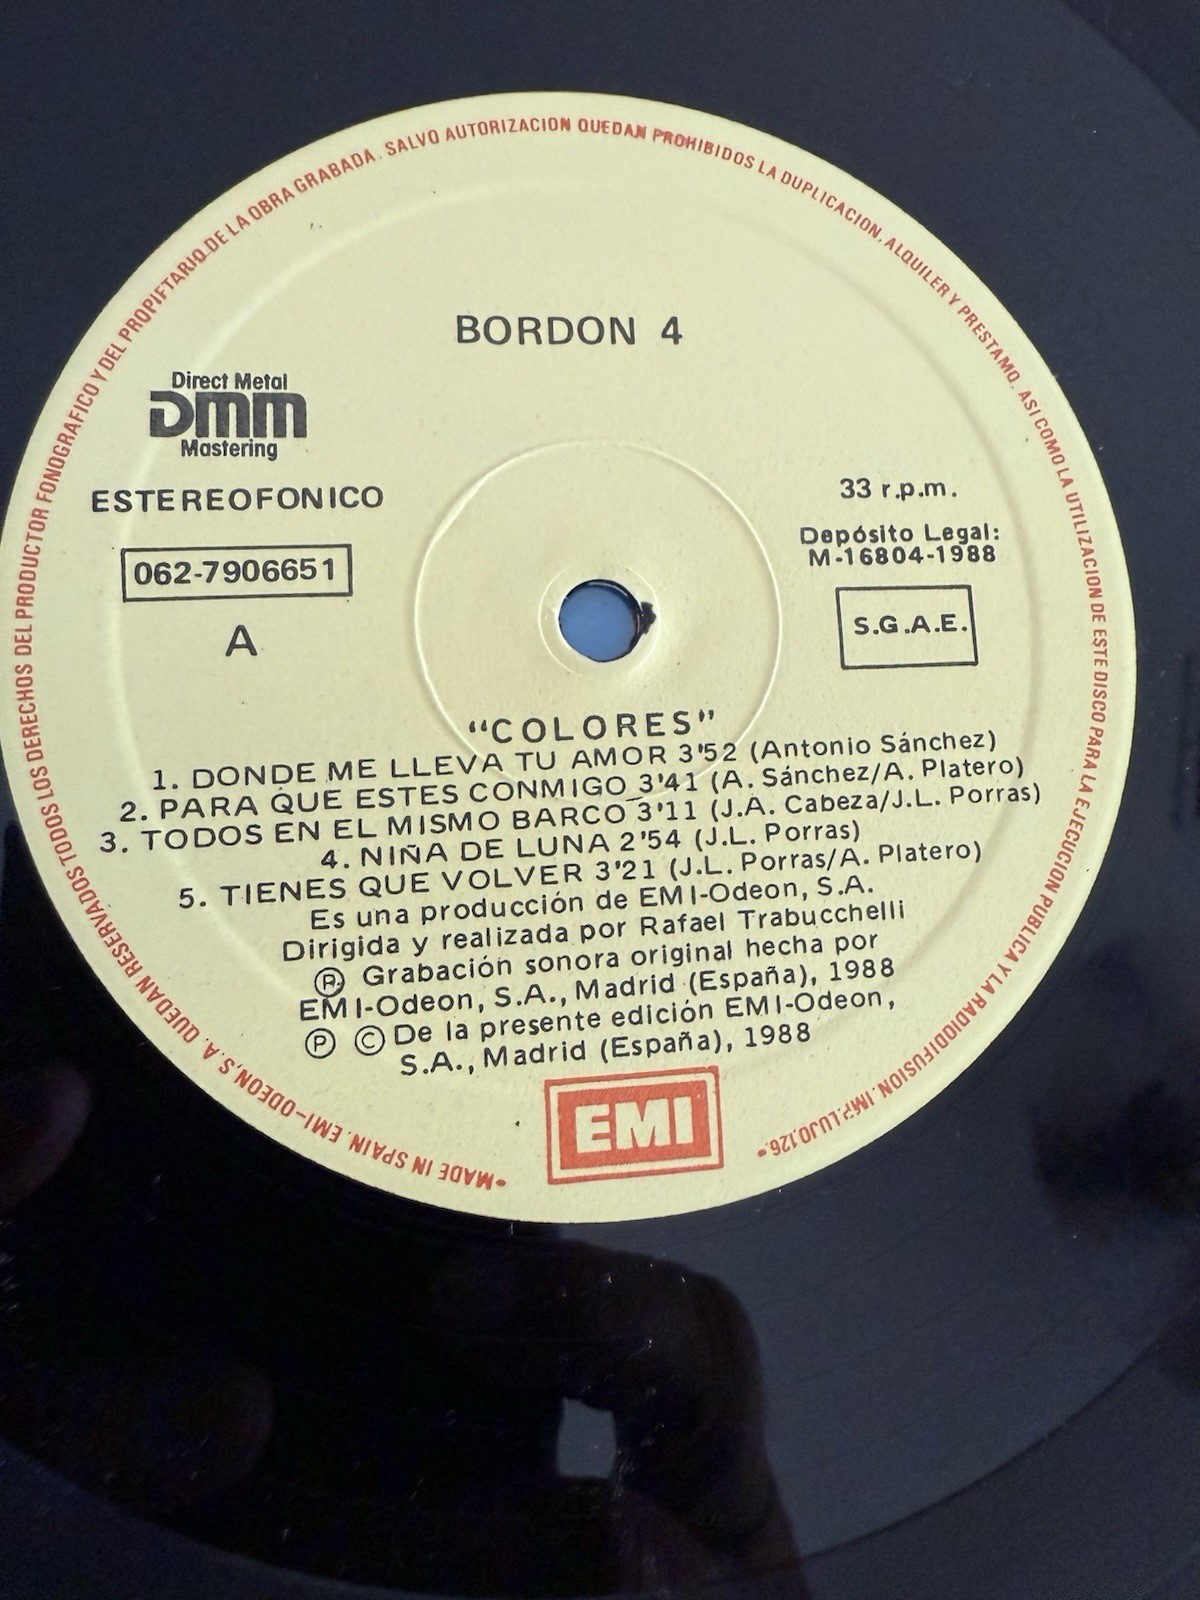 BORDON 4
Direct Metal
DMM
Mastering
ESTEREOFONICO
062-7906651
A
33 r.p.m.
Depósito Legal:
M-16804-1988
S.G.A.E.
"COLORES"
1. DONDE ME LLEVA TU AMOR 3'52 (Antonio Sánchez)
2. PARA QUE ESTES CONMIGO 3'41 (A. Sánchez/A. Platero)
3. TODOS EN EL MISMO BARCO 3'11 (J.A. Cabeza/J.L. Porras)
4. NIÑA DE LUNA 2'54 (J.L. Porras)
5. TIENES QUE VOLVER 3'21 (J.L. Porras/A. Platero)
Es una producción de EMI-Odeon, S.A.
Dirigida y realizada por Rafael Trabucchelli
Ⓟ Grabación sonora original hecha por
EMI-Odeon, S.A., Madrid (España), 1988
Ⓟ Ⓒ De la presente edición EMI-Odeon,
S.A., Madrid (España), 1988
EMI
•MADE IN SPAIN. EMI-ODEON, S.A. QUEDAN RESERVADOS TODOS LOS DERECHOS DEL PRODUCTOR FONOGRAFICO Y DEL PROPIETARIO DE LA OBRA GRABADA. SALVO AUTORIZACION QUEDAN PROHIBIDOS LA DUPLICACION, ALQUILER Y PRESTAMO. ASI COMO LA UTILIZACION DE ESTE DISCO PARA LA EJECUCION PUBLICA Y LA RADIODIFUSION. IMP. LUJO, 126.•